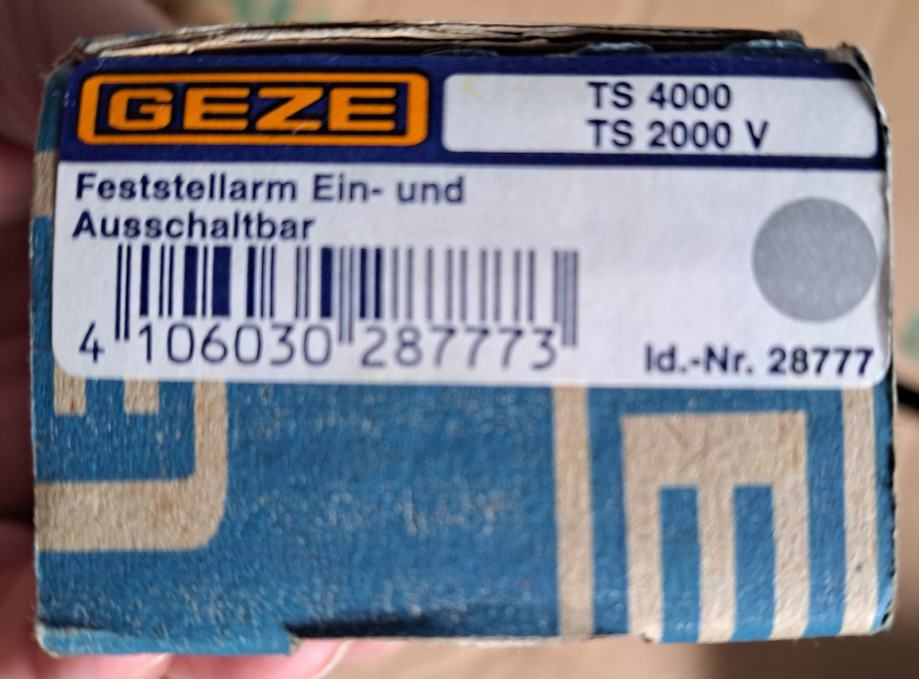 GEZE
TS 4000
TS 2000 V
Feststellarm Ein- und
Ausschaltbar
4 106030 287773
Id.-Nr. 28777